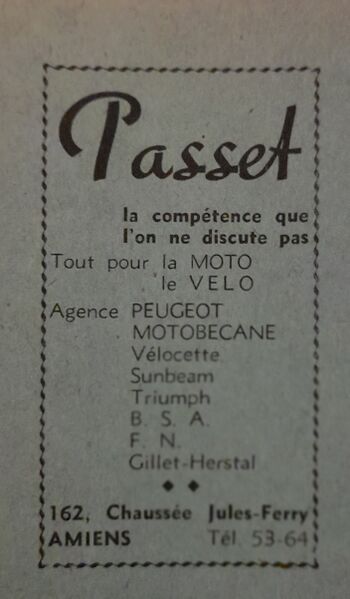 Passet
la compétence que
l'on ne discute pas
Tout pour la MOTO
le VELO
Agence PEUGEOT
MOTOBECANE
Vélocette
Sunbeam
Triumph
B. S. A.
F. N.
Gillet-Herstal
162, Chaussée Jules-Ferry
AMIENS Tél. 53-64